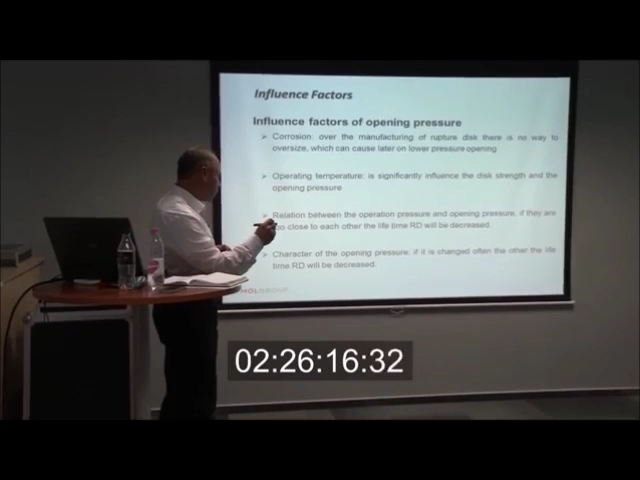 Influence Factors
Influence factors of opening pressure
➢ Corrosion: over the manufacturing of rupture disk there is no way to
oversize, which can cause later on lower pressure opening
➢ Operating temperature: is significantly influence the disk strength and the
opening pressure
➢ Relation between the operation pressure and opening pressure, if they are
too close to each other the life time RD will be decreased.
➢ Character of the opening pressure: if it is changed often the other the life
time RD will be decreased.
MOLGROUP
02:26:16:32